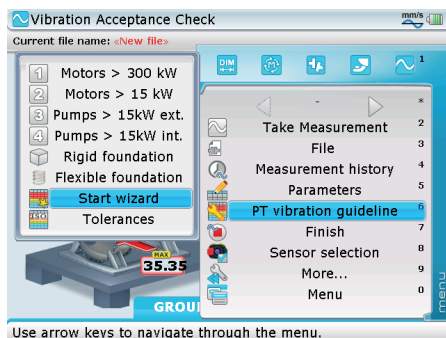 Vibration Acceptance Check
mm/s
Current file name: «New file»
1 Motors > 300 kW
2 Motors > 15 kW
3 Pumps > 15kW ext.
4 Pumps > 15kW int.
Rigid foundation
Flexible foundation
Start wizard
ISO Tolerances
MAX
35.35
GROU
DIM
1
- *
Take Measurement 2
File 3
Measurement history 4
Parameters 5
PT vibration guideline 6
Finish 7
Sensor selection 8
More... 9
Menu 0
menu
Use arrow keys to navigate through the menu.